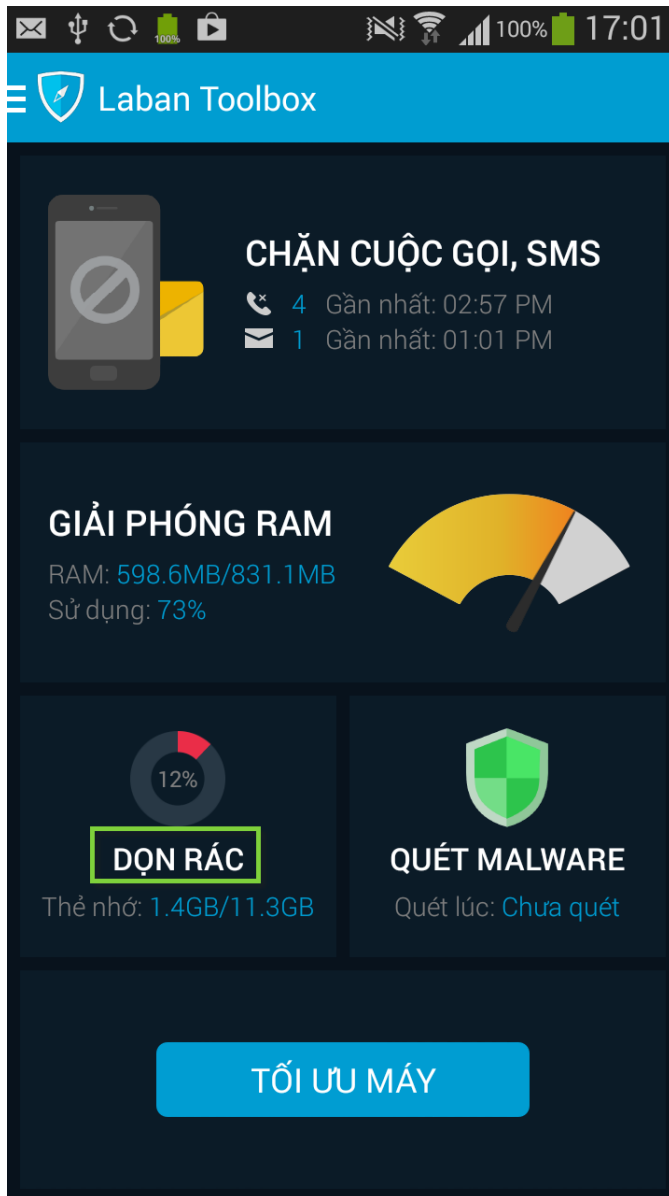 100%
100% 17:01
Laban Toolbox
CHẶN CUỘC GỌI, SMS
4 Gần nhất: 02:57 PM
1 Gần nhất: 01:01 PM
GIẢI PHÓNG RAM
RAM: 598.6MB/831.1MB
Sử dụng: 73%
12%
DỌN RÁC
Thẻ nhớ: 1.4GB/11.3GB
QUÉT MALWARE
Quét lúc: Chưa quét
TỐI ƯU MÁY